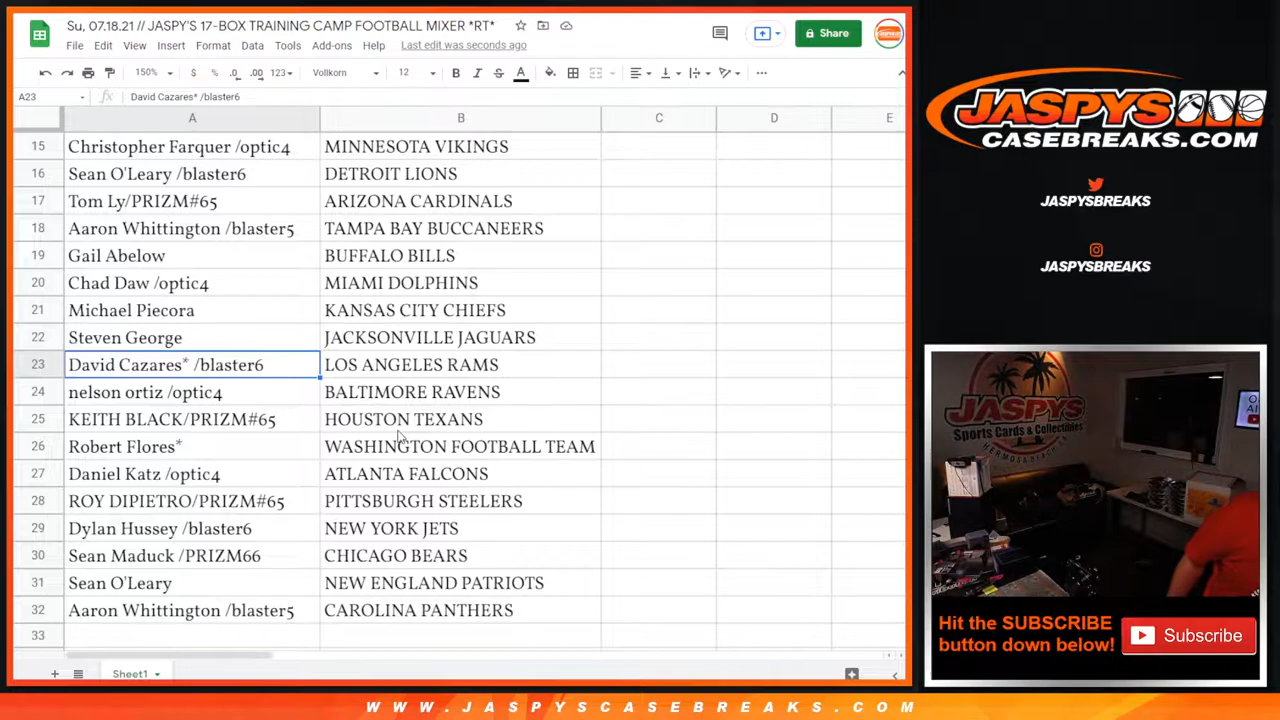 Su, 07.18.21 // JASPY'S 17-BOX TRAINING CAMP FOOTBALL MIXER *RT*
File Edit View Insert Format Data Tools Add-ons Help Last edit was seconds ago
Share
150% $ % .0 .00 123 Vollkorn 12 B I S A
A23 fx David Cazares* /blaster6
A B C D E
15 Christopher Farquer /optic4 MINNESOTA VIKINGS
16 Sean O'Leary /blaster6 DETROIT LIONS
17 Tom Ly/PRIZM#65 ARIZONA CARDINALS
18 Aaron Whittington /blaster5 TAMPA BAY BUCCANEERS
19 Gail Abelow BUFFALO BILLS
20 Chad Daw /optic4 MIAMI DOLPHINS
21 Michael Piecora KANSAS CITY CHIEFS
22 Steven George JACKSONVILLE JAGUARS
23 David Cazares* /blaster6 LOS ANGELES RAMS
24 nelson ortiz /optic4 BALTIMORE RAVENS
25 KEITH BLACK/PRIZM#65 HOUSTON TEXANS
26 Robert Flores* WASHINGTON FOOTBALL TEAM
27 Daniel Katz /optic4 ATLANTA FALCONS
28 ROY DIPIETRO/PRIZM#65 PITTSBURGH STEELERS
29 Dylan Hussey /blaster6 NEW YORK JETS
30 Sean Maduck /PRIZM66 CHICAGO BEARS
31 Sean O'Leary NEW ENGLAND PATRIOTS
32 Aaron Whittington /blaster5 CAROLINA PANTHERS
33
Sheet1
JASPYS
CASEBREAKS.COM
JASPYSBREAKS
JASPYSBREAKS
JASPYS
Sports Cards & Collectibles
HERMOSA BEACH
Hit the SUBSCRIBE
button down below!
Subscribe
WWW.JASPYSCASEBREAKS.COM